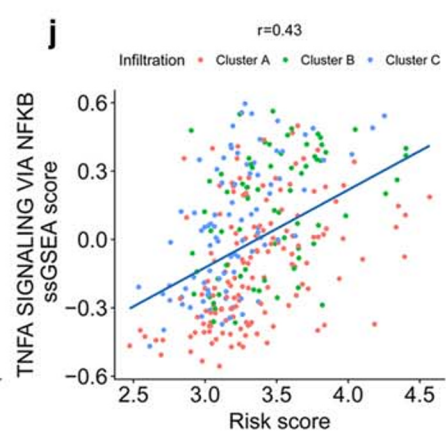 j
r=0.43
Infiltration Cluster A Cluster B Cluster C
TNFA SIGNALING VIA NFKB
ssGSEA score
0.6
0.3
0.0
−0.3
−0.6
2.5 3.0 3.5 4.0 4.5
Risk score